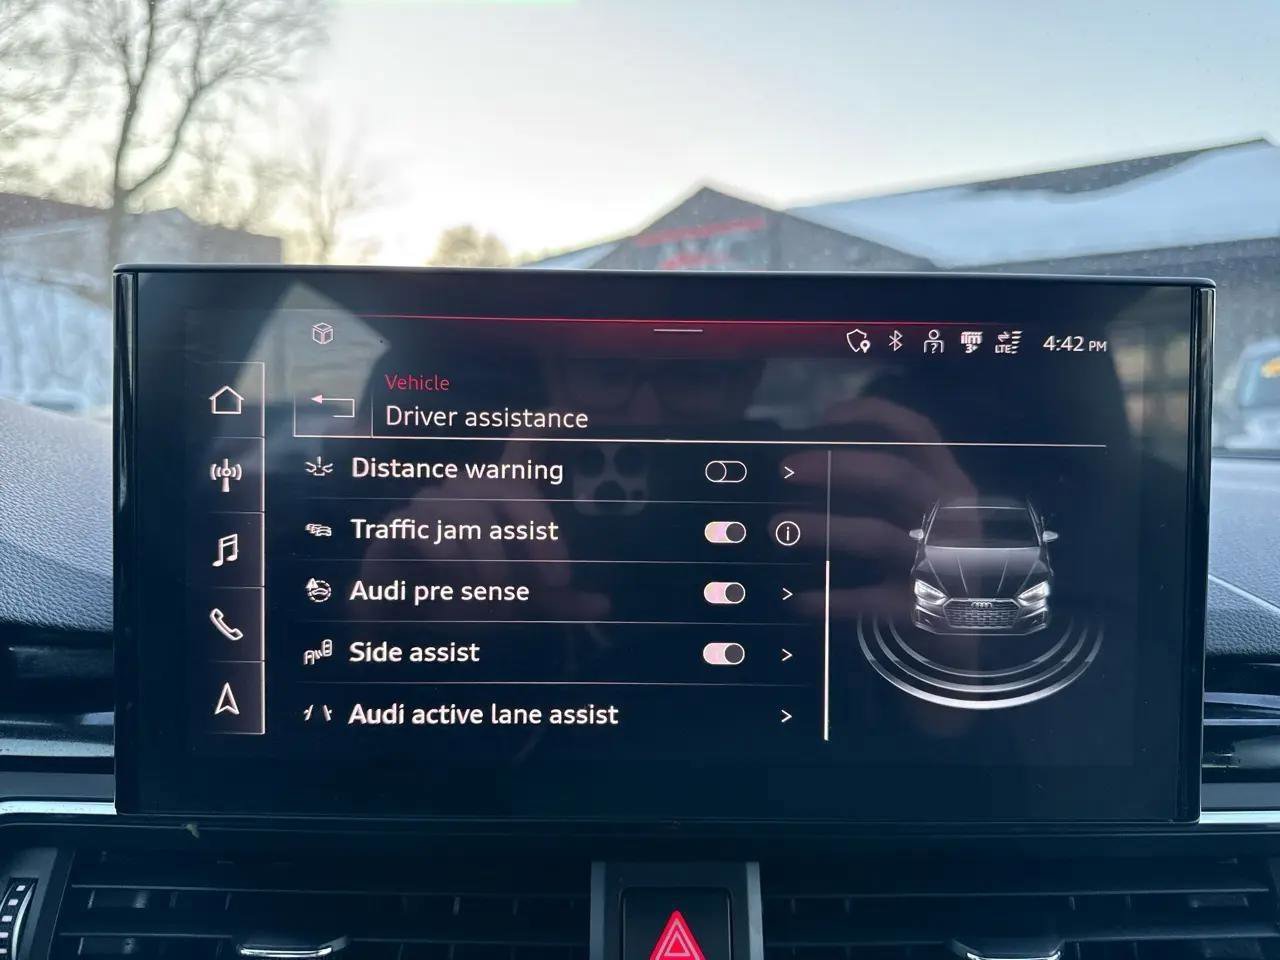 LTE
4:42 PM
Vehicle
Driver assistance
Distance warning
Traffic jam assist
Audi pre sense
Side assist
Audi active lane assist